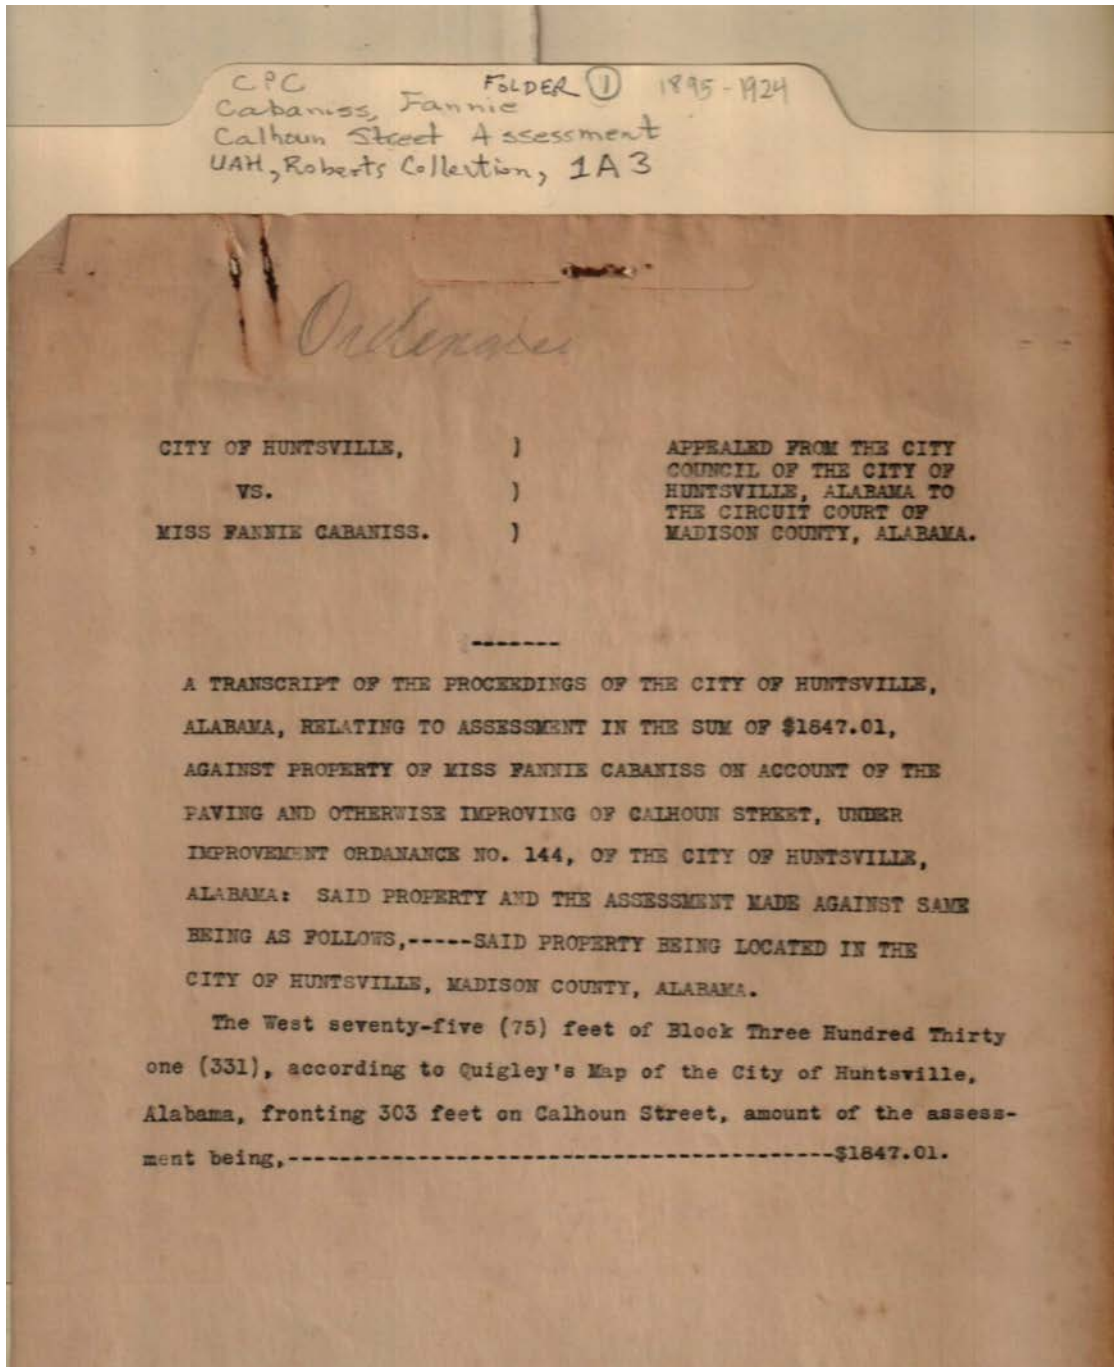 CPC FOLDER 1 1895-1924
Cabaniss, Fannie
Calhoun Street Assessment
UAH, Roberts Collection, 1A3
CITY OF HUNTSVILLE, ) APPEALED FROM THE CITY
COUNCIL OF THE CITY OF
VS. ) HUNTSVILLE, ALABAMA TO
THE CIRCUIT COURT OF
MISS FANNIE CABANISS. ) MADISON COUNTY, ALABAMA.
-------
A TRANSCRIPT OF THE PROCEEDINGS OF THE CITY OF HUNTSVILLE,
ALABAMA, RELATING TO ASSESSMENT IN THE SUM OF $1847.01,
AGAINST PROPERTY OF MISS FANNIE CABANISS ON ACCOUNT OF THE
PAVING AND OTHERWISE IMPROVING OF CALHOUN STREET, UNDER
IMPROVEMENT ORDANANCE NO. 144, OF THE CITY OF HUNTSVILLE,
ALABAMA: SAID PROPERTY AND THE ASSESSMENT MADE AGAINST SAME
BEING AS FOLLOWS,-----SAID PROPERTY BEING LOCATED IN THE
CITY OF HUNTSVILLE, MADISON COUNTY, ALABAMA.
The West seventy-five (75) feet of Block Three Hundred Thirty
one (331), according to Quigley's Map of the City of Huntsville,
Alabama, fronting 303 feet on Calhoun Street, amount of the assess-
ment being,------------------------------------------$1847.01.